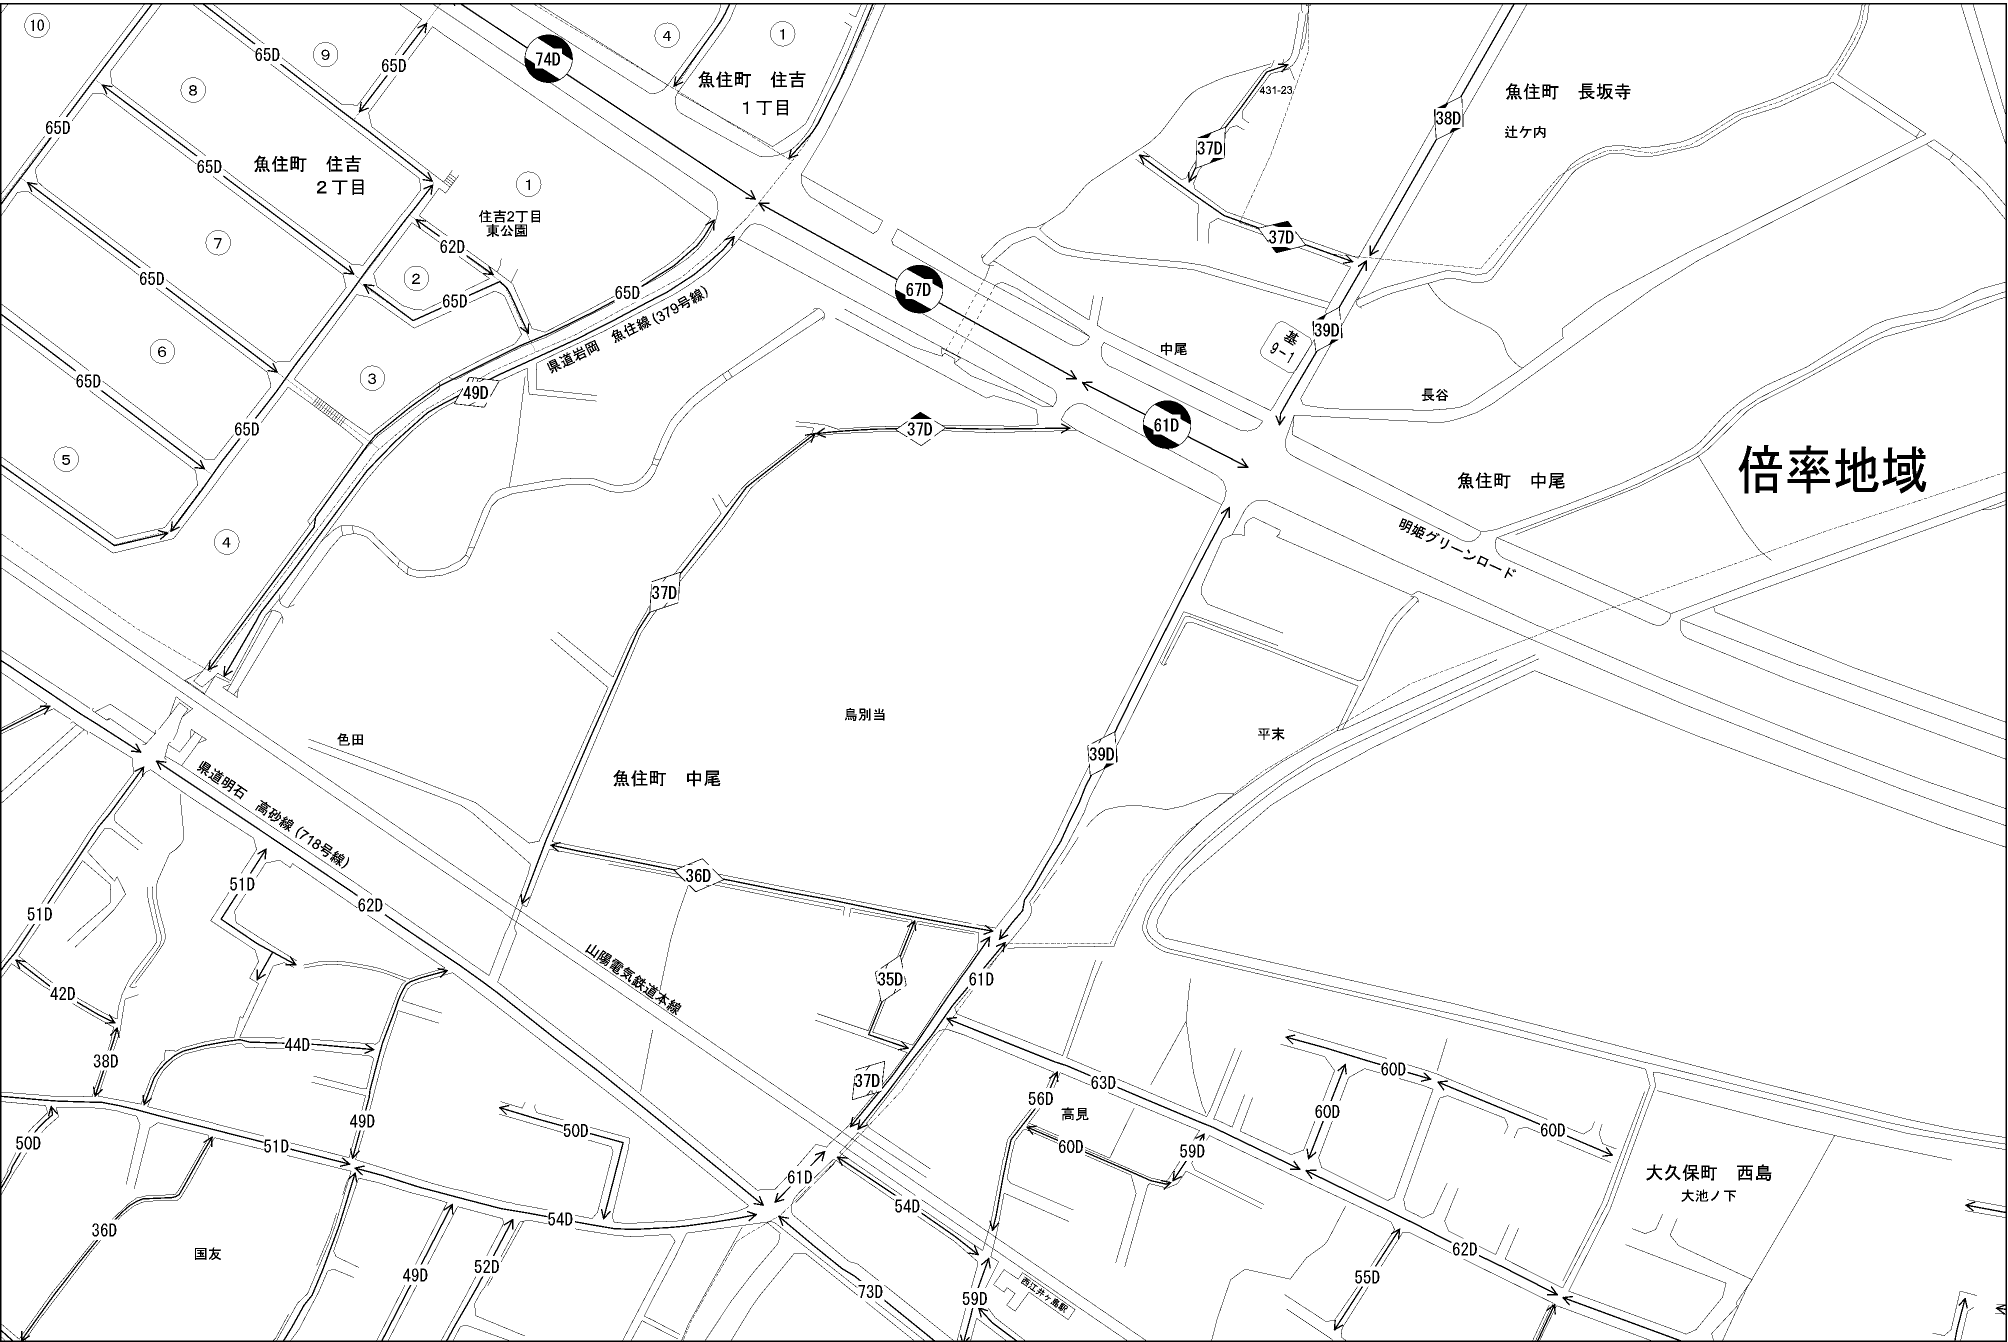 10
65D
9
65D
8
65D
74D
4
1
魚住町 住吉
1丁目
431-23
38D
魚住町 長坂寺
辻ケ内
37D
魚住町 住吉
2丁目
65D
1
住吉2丁目
東公園
62D
37D
7
65D
2
65D
65D
67D
県道岩岡 魚住線(379号線)
39D
基
9-1
中尾
6
65D
3
49D
長谷
65D
37D
61D
5
倍率地域
魚住町 中尾
明姫グリーンロード
4
37D
鳥別当
色田
平末
39D
魚住町 中尾
県道明石 高砂線(718号線)
51D
62D
36D
51D
山陽電気鉄道本線
35D
61D
42D
38D
44D
37D
63D
60D
56D
高見
60D
60D
50D
49D
50D
51D
60D
59D
61D
大久保町 西島
大池ノ下
54D
54D
36D
国友
62D
49D
52D
73D
59D
西江井ヶ島駅
55D